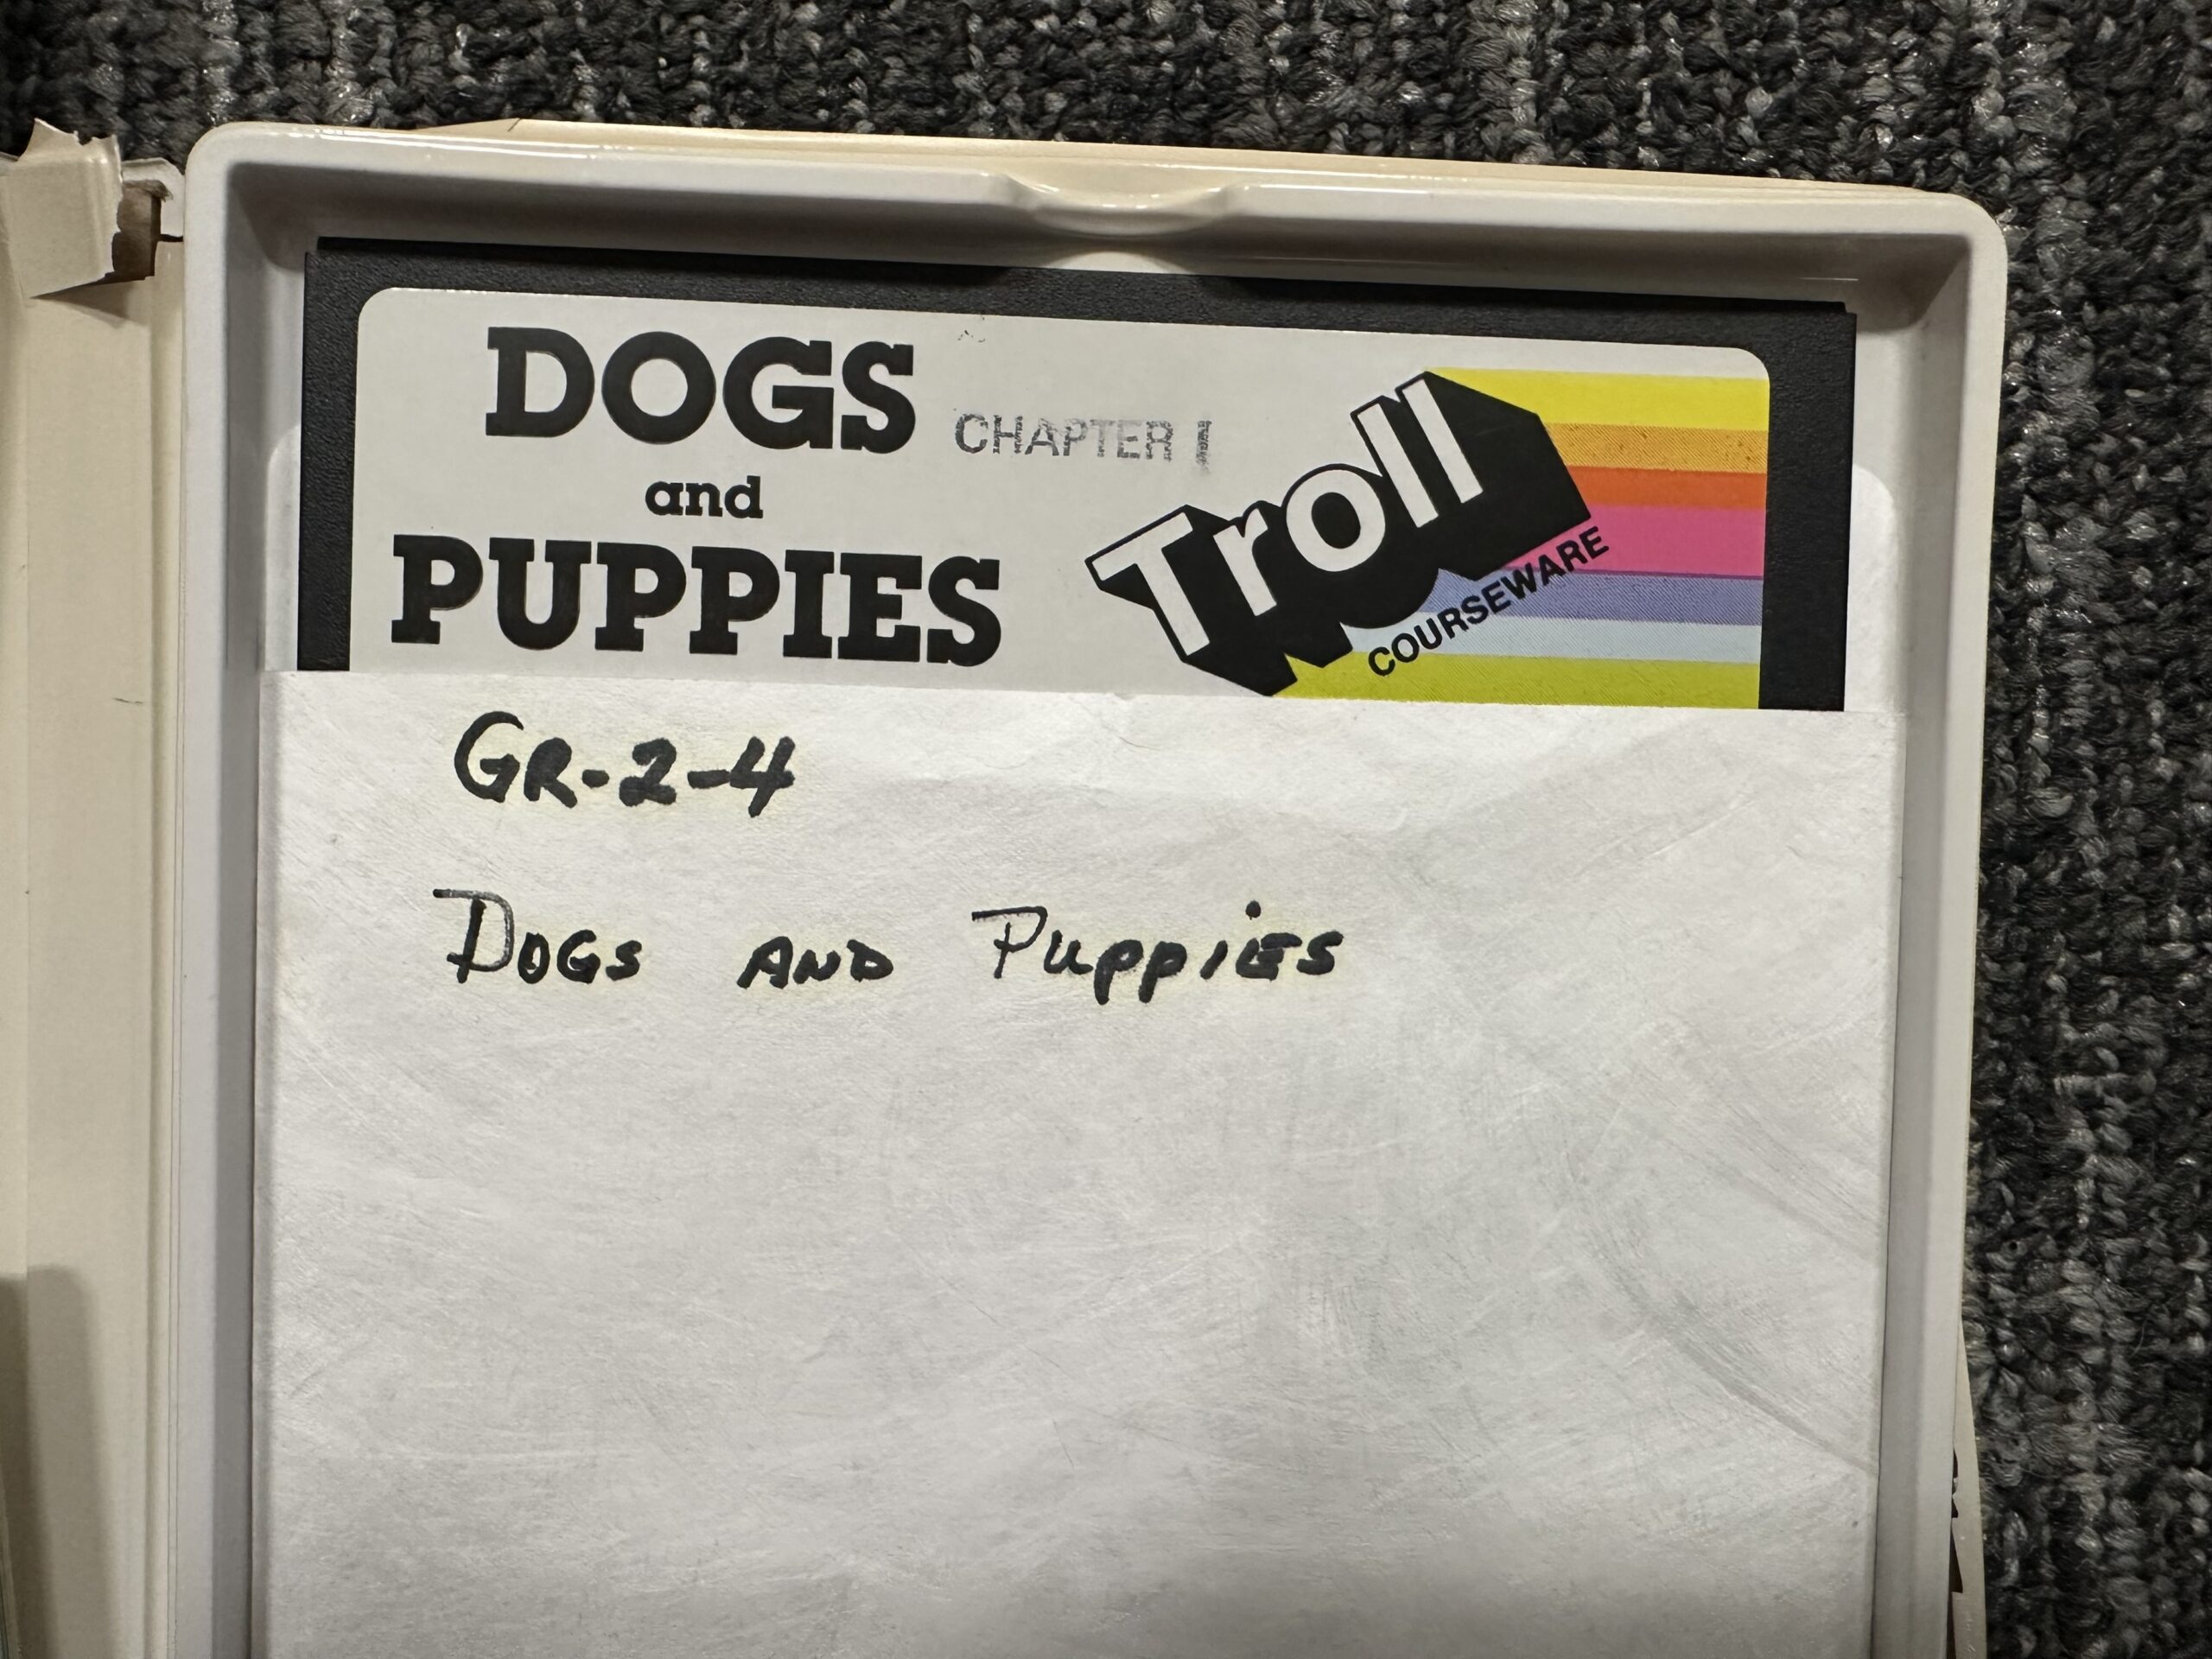 DOGS
and
PUPPIES
CHAPTER I
Troll
COURSEWARE
GR-2-4
DOGS AND PUPPiES